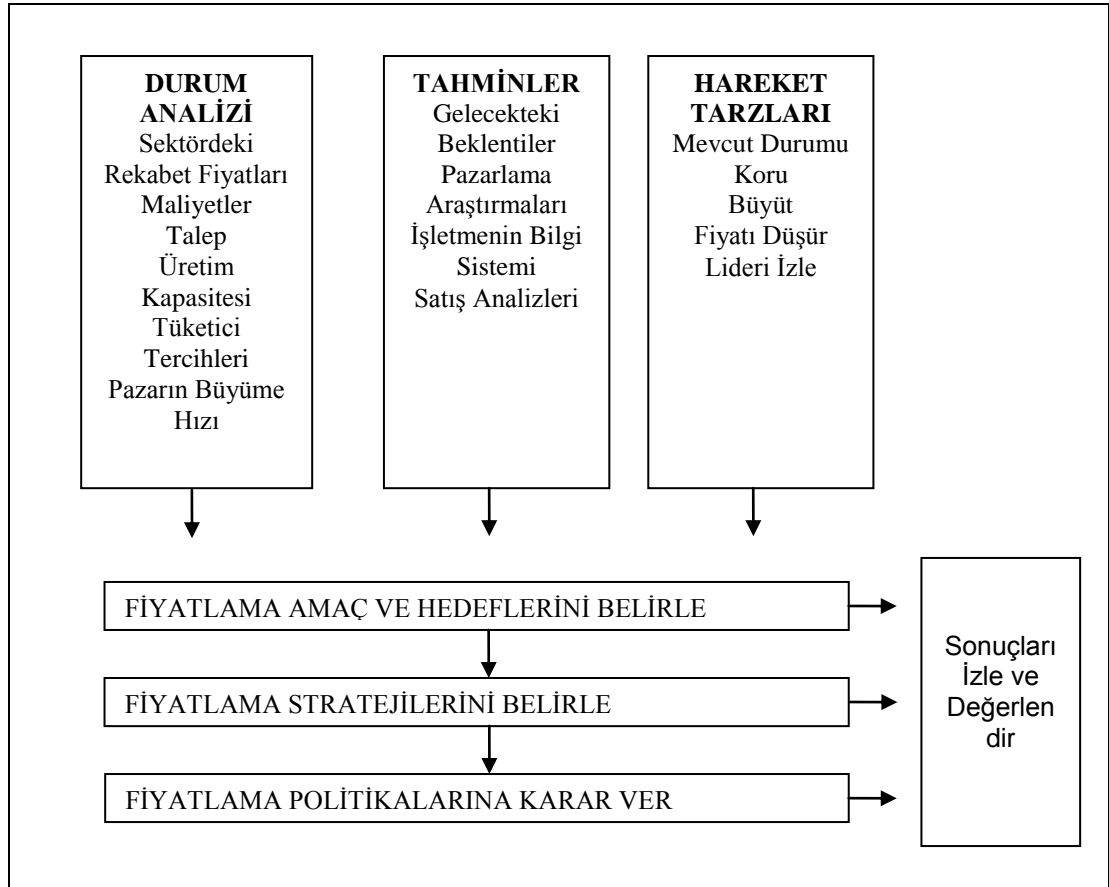 DURUM
ANALİZİ
Sektördeki
Rekabet Fiyatları
Maliyetler
Talep
Üretim
Kapasitesi
Tüketici
Tercihleri
Pazarın Büyüme
Hızı
TAHMİNLER
Gelecekteki
Beklentiler
Pazarlama
Araştırmaları
İşletmenin Bilgi
Sistemi
Satış Analizleri
HAREKET
TARZLARI
Mevcut Durumu
Koru
Büyüt
Fiyatı Düşür
Lideri İzle
FİYATLAMA AMAÇ VE HEDEFLERİNİ BELİRLE
FİYATLAMA STRATEJİLERİNİ BELİRLE
FİYATLAMA POLİTİKALARINA KARAR VER
Sonuçları
İzle ve
Değerlen
dir